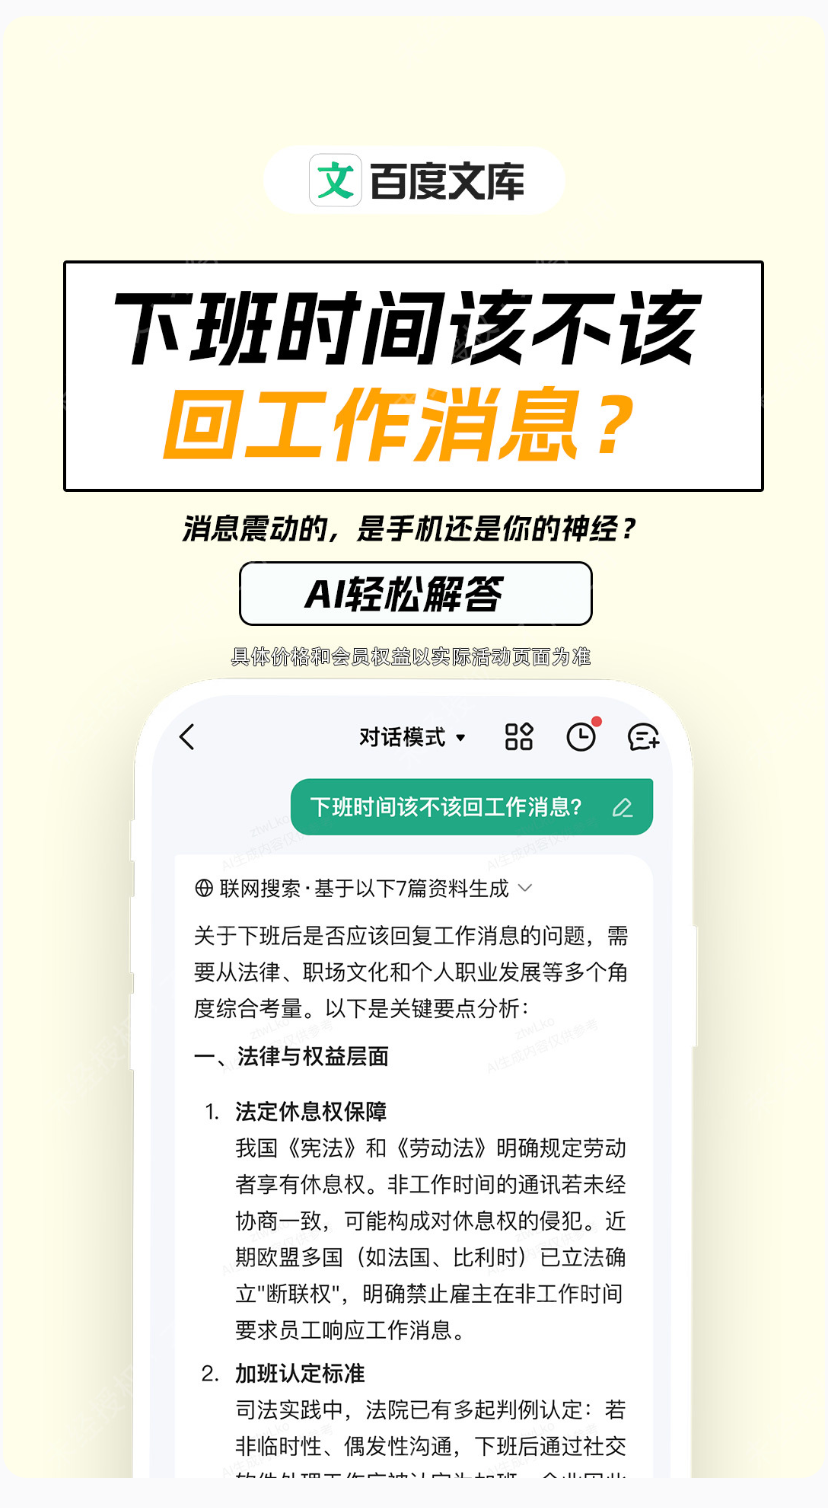 文 百度文库
下班时间该不该
回工作消息？
消息震动的，是手机还是你的神经？
AI轻松解答
具体价格和会员权益以实际活动页面为准
对话模式
下班时间该不该回工作消息？
联网搜索·基于以下7篇资料生成
关于下班后是否应该回复工作消息的问题，需
要从法律、职场文化和个人职业发展等多个角
度综合考量。以下是关键要点分析：
一、法律与权益层面
1. 法定休息权保障
我国《宪法》和《劳动法》明确规定劳动
者享有休息权。非工作时间的通讯若未经
协商一致，可能构成对休息权的侵犯。近
期欧盟多国（如法国、比利时）已立法确
立"断联权"，明确禁止雇主在非工作时间
要求员工响应工作消息。
2. 加班认定标准
司法实践中，法院已有多起判例认定：若
非临时性、偶发性沟通，下班后通过社交